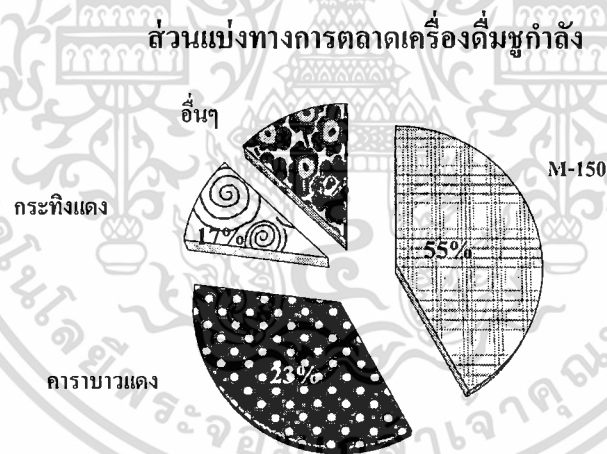 ส่วนแบ่งทางการตลาดเครื่องดื่มชูกำลัง
อื่นๆ
M-150
กระทิงแดง
17%
55%
คาราบาวแดง
23%